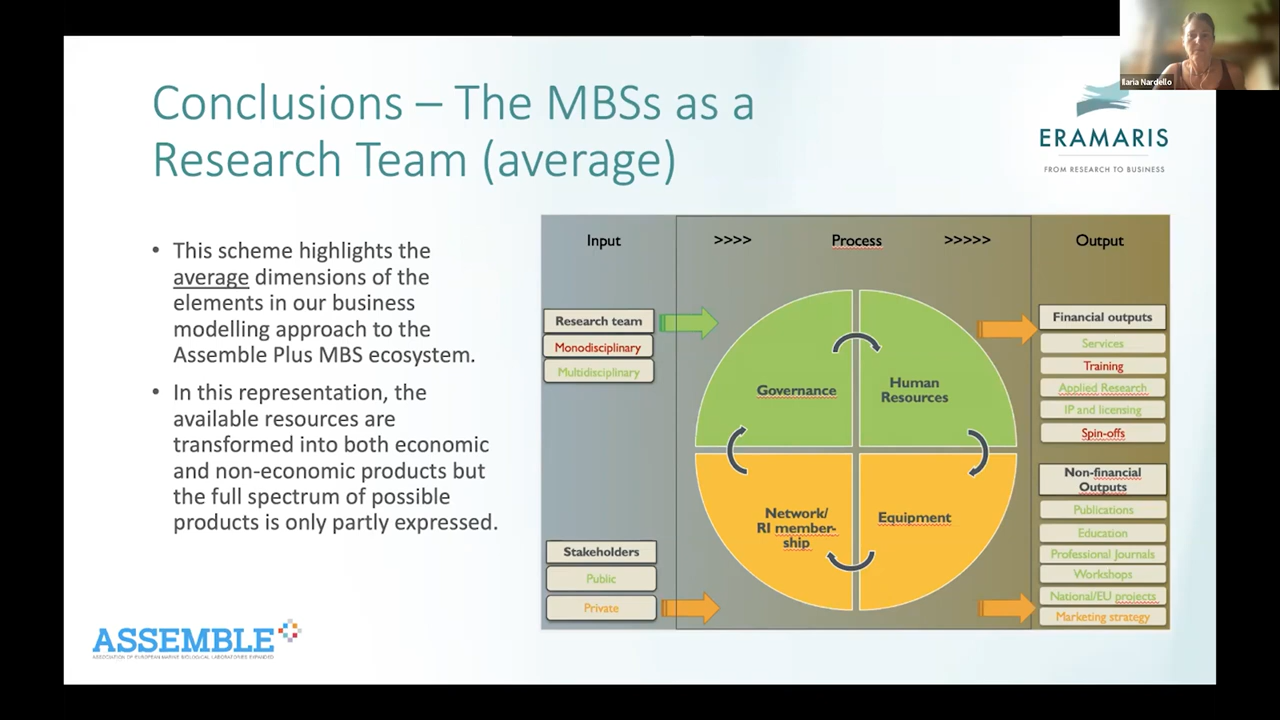 Ilaria Nardello
Conclusions – The MBSs as a
Research Team (average)
ERAMARIS
FROM RESEARCH TO BUSINESS
• This scheme highlights the
average dimensions of the
elements in our business
modelling approach to the
Assemble Plus MBS ecosystem.
• In this representation, the
available resources are
transformed into both economic
and non-economic products but
the full spectrum of possible
products is only partly expressed.
Input
>>>>
Process
>>>>>
Output
Research team
Monodisciplinary
Multidisciplinary
Stakeholders
Public
Private
Governance
Human
Resources
Network/
RI member-
ship
Equipment
Financial outputs
Services
Training
Applied Research
IP and licensing
Spin-offs
Non-financial
Outputs
Publications
Education
Professional Journals
Workshops
National/EU projects
Marketing strategy
ASSEMBLE
ASSOCIATION OF EUROPEAN MARINE BIOLOGICAL LABORATORIES EXPANDED